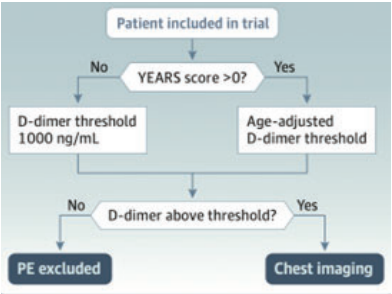 Patient included in trial
No
YEARS score >0?
Yes
D-dimer threshold
1000 ng/mL
Age-adjusted
D-dimer threshold
No
D-dimer above threshold?
Yes
PE excluded
Chest imaging